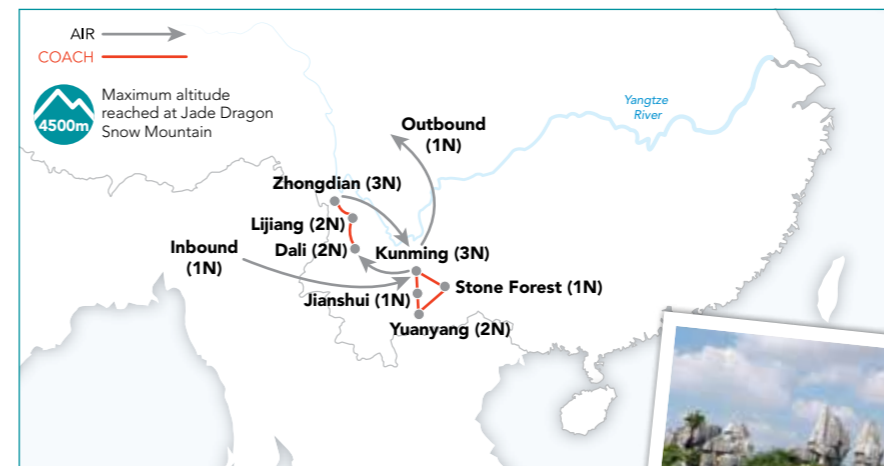 AIR
COACH
4500m
Maximum altitude
reached at Jade Dragon
Snow Mountain
Yangtze
River
Outbound
(1N)
Zhongdian (3N)
Lijiang (2N)
Dali (2N)
Inbound
(1N)
Kunming (3N)
Jianshui (1N)
Stone Forest (1N)
Yuanyang (2N)